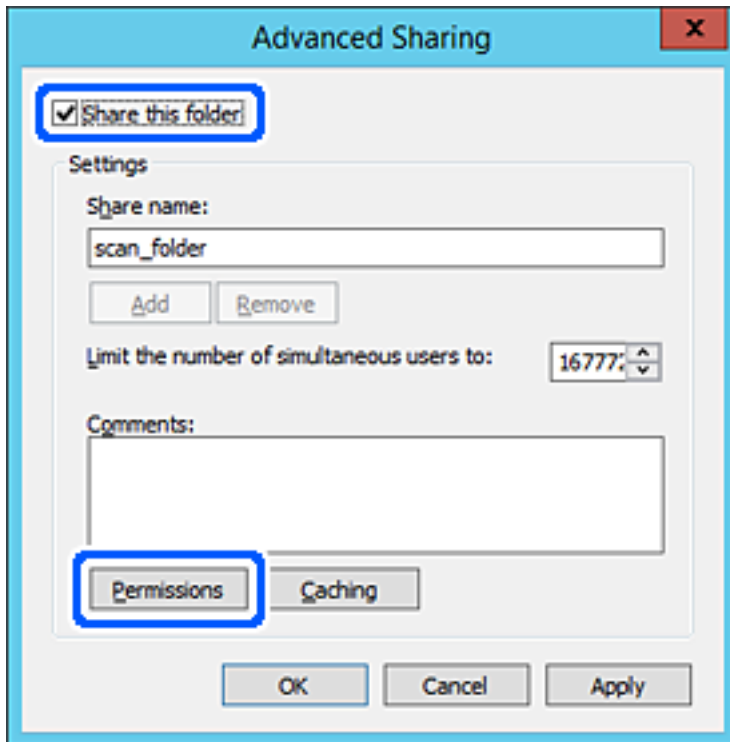 Advanced Sharing
x
Share this folder
Settings
Share name:
scan_folder
Add Remove
Limit the number of simultaneous users to: 16777
Comments:
Permissions Caching
OK Cancel Apply